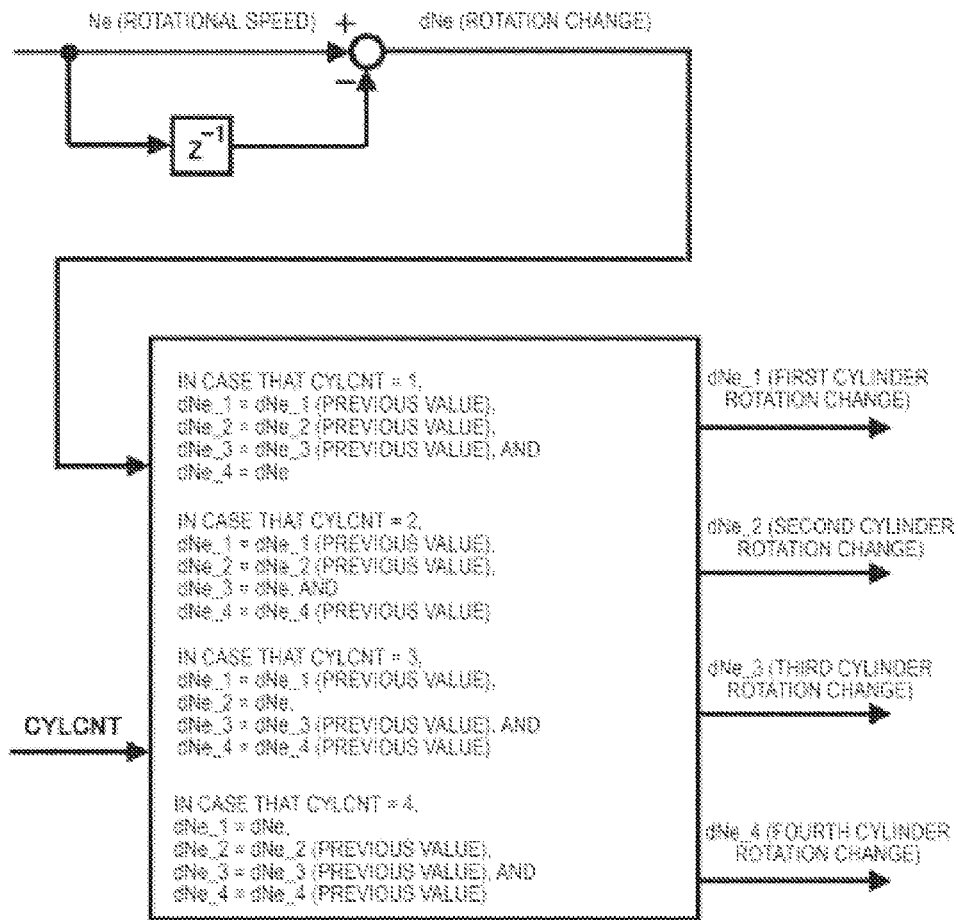 Ne (ROTATIONAL SPEED)
+
dNe (ROTATION CHANGE)
−
z⁻¹
IN CASE THAT CYLCNT = 1,
dNe_1 = dNe_1 (PREVIOUS VALUE),
dNe_2 = dNe_2 (PREVIOUS VALUE),
dNe_3 = dNe_3 (PREVIOUS VALUE), AND
dNe_4 = dNe
IN CASE THAT CYLCNT = 2,
dNe_1 = dNe_1 (PREVIOUS VALUE),
dNe_2 = dNe_2 (PREVIOUS VALUE),
dNe_3 = dNe, AND
dNe_4 = dNe_4 (PREVIOUS VALUE)
IN CASE THAT CYLCNT = 3,
dNe_1 = dNe_1 (PREVIOUS VALUE),
dNe_2 = dNe,
dNe_3 = dNe_3 (PREVIOUS VALUE), AND
dNe_4 = dNe_4 (PREVIOUS VALUE)
IN CASE THAT CYLCNT = 4,
dNe_1 = dNe,
dNe_2 = dNe_2 (PREVIOUS VALUE),
dNe_3 = dNe_3 (PREVIOUS VALUE), AND
dNe_4 = dNe_4 (PREVIOUS VALUE)
CYLCNT
dNe_1 (FIRST CYLINDER
ROTATION CHANGE)
dNe_2 (SECOND CYLINDER
ROTATION CHANGE)
dNe_3 (THIRD CYLINDER
ROTATION CHANGE)
dNe_4 (FOURTH CYLINDER
ROTATION CHANGE)